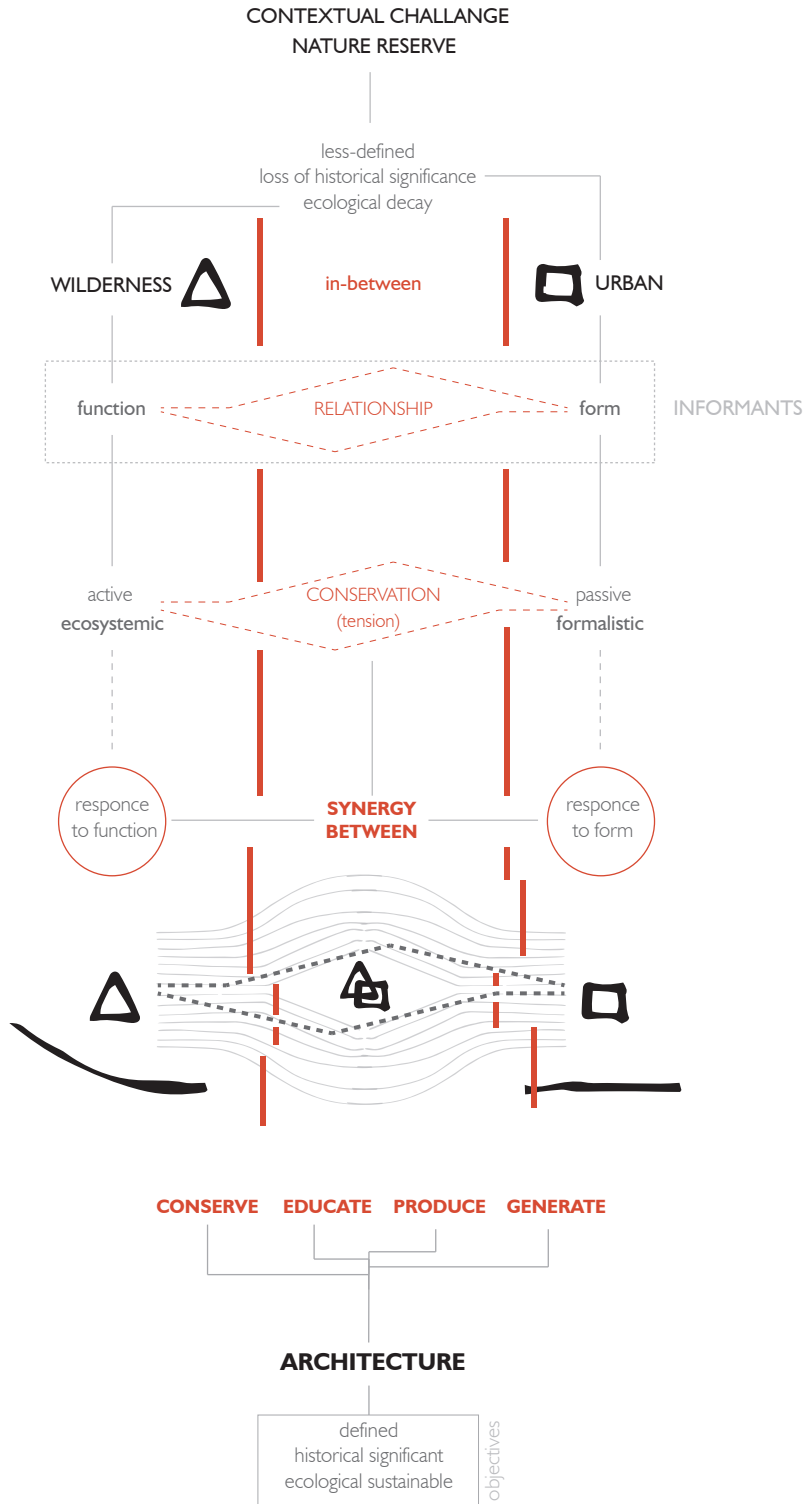 CONTEXTUAL CHALLANGE
NATURE RESERVE
less-defined
loss of historical significance
ecological decay
WILDERNESS
in-between
URBAN
function
RELATIONSHIP
form
INFORMANTS
active
ecosystemic
CONSERVATION
(tension)
passive
formalistic
responce
to function
SYNERGY
BETWEEN
responce
to form
CONSERVE EDUCATE PRODUCE GENERATE
ARCHITECTURE
defined
historical significant
ecological sustainable
objectives